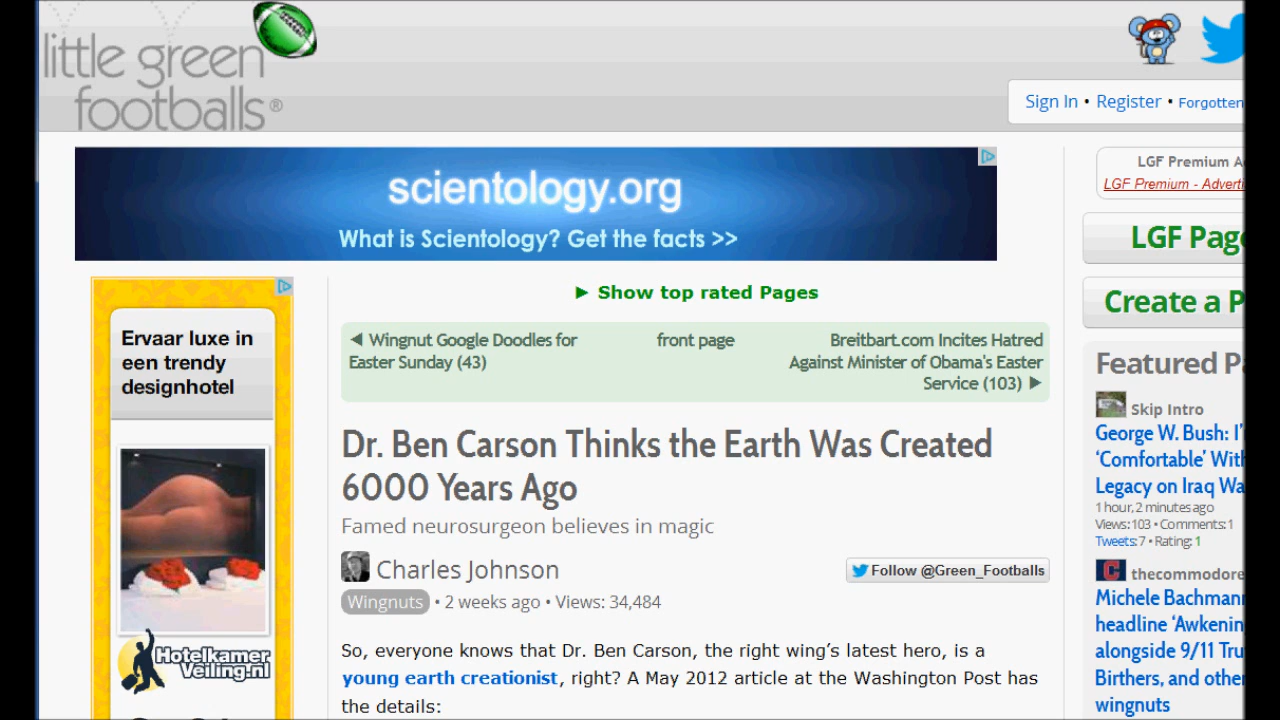 little green
footballs®
Sign In • Register • Forgotten
scientology.org
What is Scientology? Get the facts >>
LGF Premium
LGF Premium -
LGF
Create a
Ervaar luxe in
een trendy
designhotel
Hotelkamer
Veiling.nl
► Show top rated Pages
◄ Wingnut Google Doodles for
Easter Sunday (43)
front page
Breitbart.com Incites Hatred
Against Minister of Obama's Easter
Service (103) ►
Dr. Ben Carson Thinks the Earth Was Created
6000 Years Ago
Famed neurosurgeon believes in magic
Charles Johnson
Follow @Green_Footballs
Wingnuts • 2 weeks ago • Views: 34,484
So, everyone knows that Dr. Ben Carson, the right wing’s latest hero, is a
young earth creationist, right? A May 2012 article at the Washington Post has
the details:
Featured
Skip Intro
George W. Bush:
‘Comfortable’
Legacy on Iraq
1 hour, 2 minutes ago
Views: 103 • Comments: 1
Tweets: 7 • Rating: 1
thecommodore
Michele
headline
alongside 9/11
Birthers, and other
wingnuts